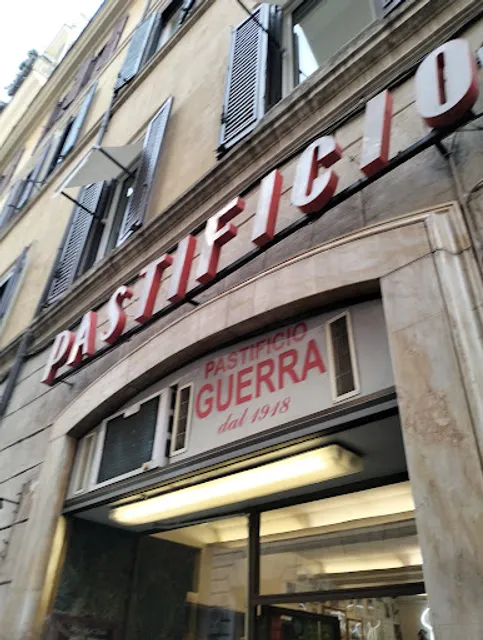 PASTIFICIO
PASTIFICIO
GUERRA
dal 1918